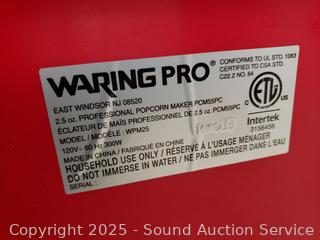 WARING PRO®
CONFORMS TO UL STD. 1083
CERTIFIED TO CSA STD.
C22.2 NO. 64
EAST WINDSOR NJ 08520
2.5 oz. PROFESSIONAL POPCORN MAKER PCM55PC
ÉCLATEUR DE MAÏS PROFESSIONNEL DE 2.5 oz. PCM55PC
MODEL / MODÈLE : WPM25
120V~ 60 Hz 300W
MADE IN CHINA / FABRIQUÉ EN CHINE
HOUSEHOLD USE ONLY / RÉSERVÉ À L'USAGE MÉNAGER
DO NOT IMMERSE IN WATER / NE PAS IMMERGER DANS L'EAU
SERIAL :
ETL
c
us
Intertek
3156456
Copyright 2025 - Sound Auction Service